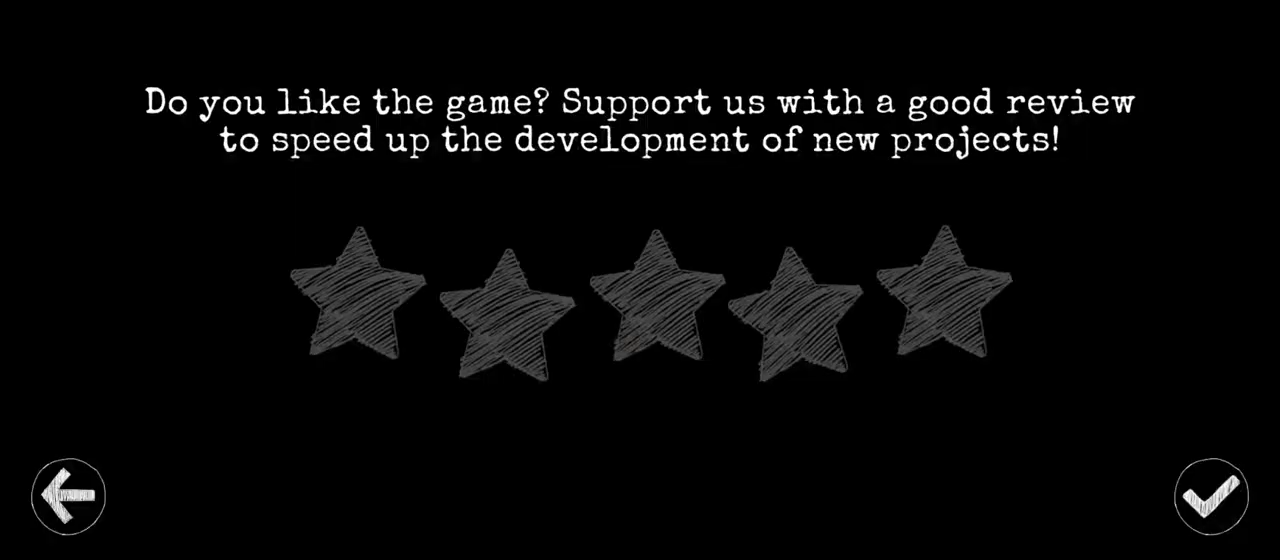 Do you like the game? Support us with a good review
to speed up the development of new projects!